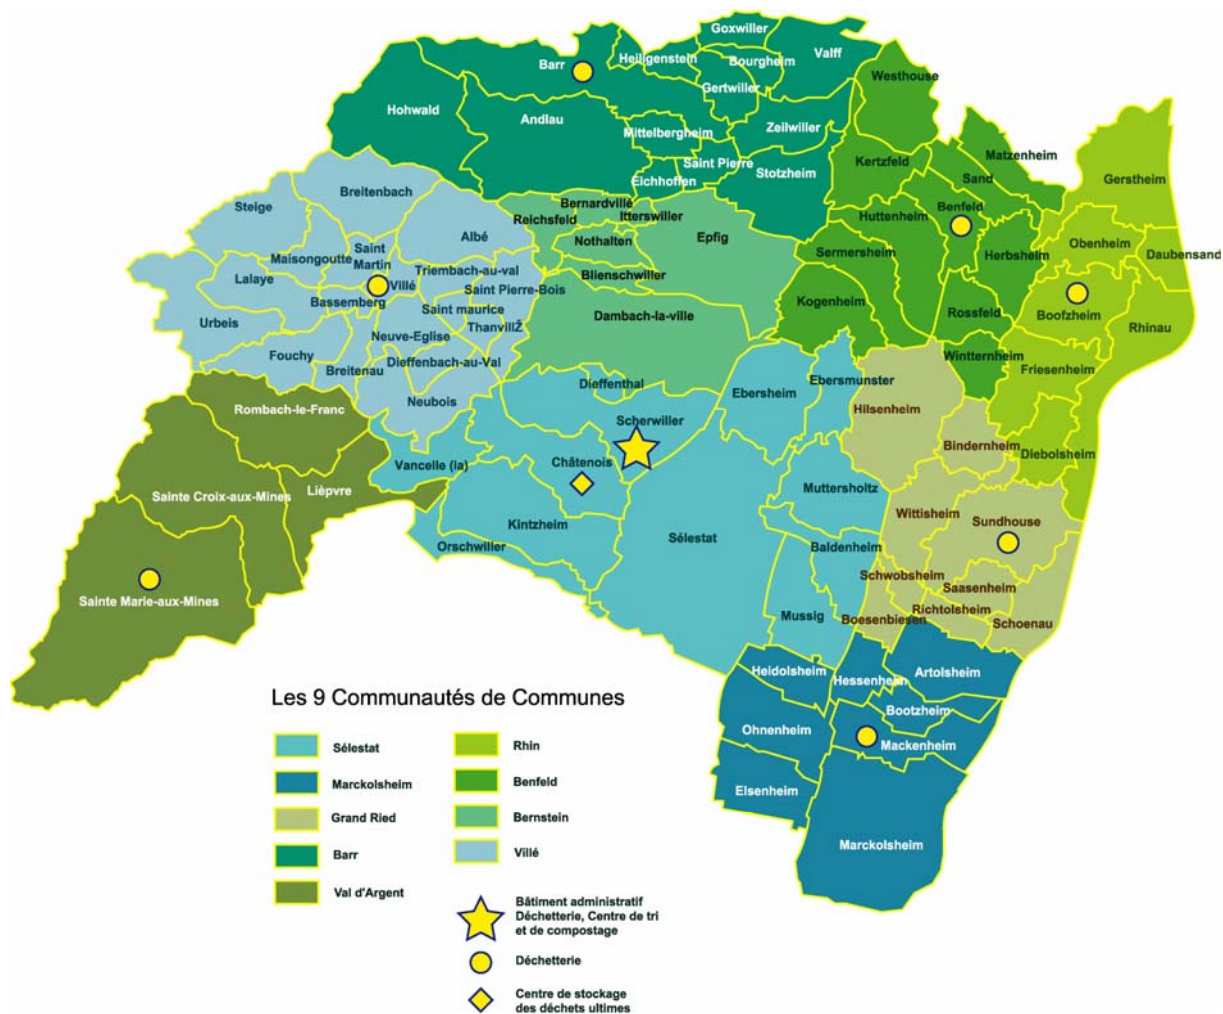 Goxwiller
Barr
Heiligenstein
Bourgheim
Valff
Westhouse
Gertwiller
Hohwald
Andlau
Mittelbergheim
Zeilwiller
Matzenheim
Saint Pierre
Kertzfeld
Sand
Eichhoffen
Stotzheim
Gerstheim
Breitenbach
Bernardvillé
Steige
Reichsfeld
Itterswiller
Benfeld
Huttenheim
Albé
Nothalten
Epfig
Obenheim
Saint
Martin
Maisongoutte
Sermersheim
Herbsheim
Daubensand
Lalaye
Triembach-au-val
Blienschwiller
Villé
Saint Pierre-Bois
Bassemberg
Saint maurice
Kogenheim
Rossfeld
Boofzheim
Urbeis
ThanvillŽ
Dambach-la-ville
Rhinau
Neuve-Eglise
Fouchy
Dieffenbach-au-Val
Wintternheim
Breitenau
Friesenheim
Dieffenthal
Ebersheim
Ebersmunster
Neubois
Rombach-le-Franc
Hilsenheim
Scherwiller
Bindernheim
Diebolsheim
Vancelle (la)
Châtenois
Sainte Croix-aux-Mines
Lièpvre
Muttersholtz
Wittisheim
Kintzheim
Sundhouse
Sélestat
Orschwiller
Baldenheim
Schwobsheim
Saasenheim
Sainte Marie-aux-Mines
Richtolsheim
Mussig
Boesenbiesen
Schoenau
Heidolsheim
Hessenheim
Artolsheim
Bootzheim
Ohnenheim
Mackenheim
Elsenheim
Marckolsheim
Les 9 Communautés de Communes
Sélestat
Marckolsheim
Grand Ried
Barr
Val d'Argent
Rhin
Benfeld
Bernstein
Villé
Bâtiment administratif
Déchetterie, Centre de tri
et de compostage
Déchetterie
Centre de stockage
des déchets ultimes